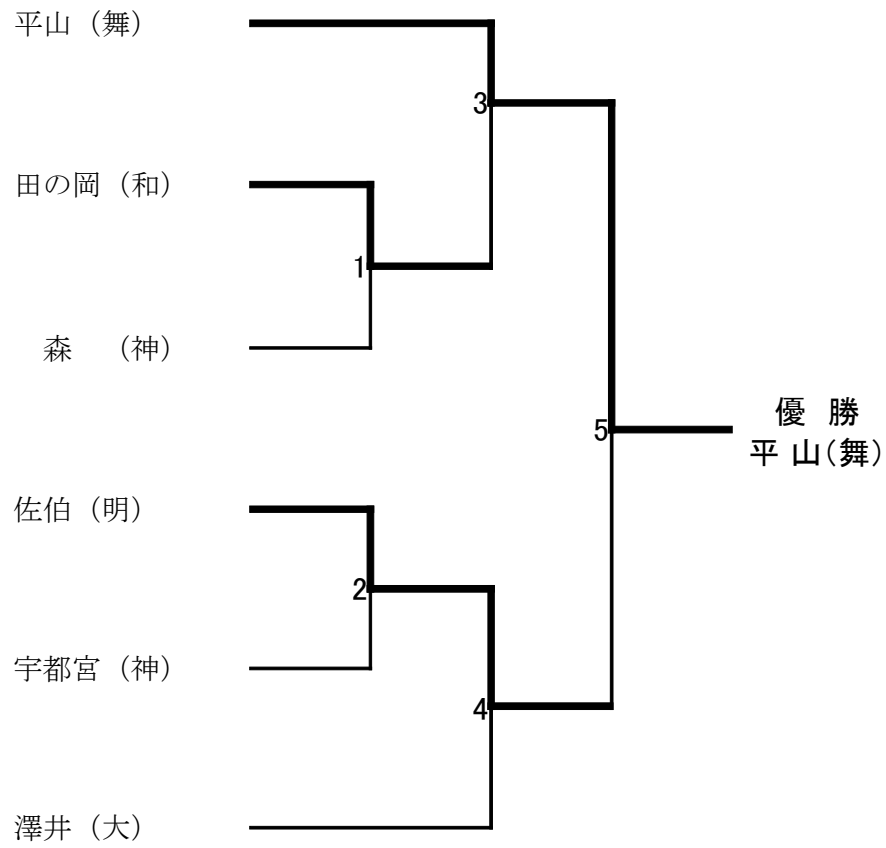 平山（舞）
3
田の岡（和）
1
森　（神）
5
優 勝
平 山（舞）
佐伯（明）
2
宇都宮（神）
4
澤井（大）